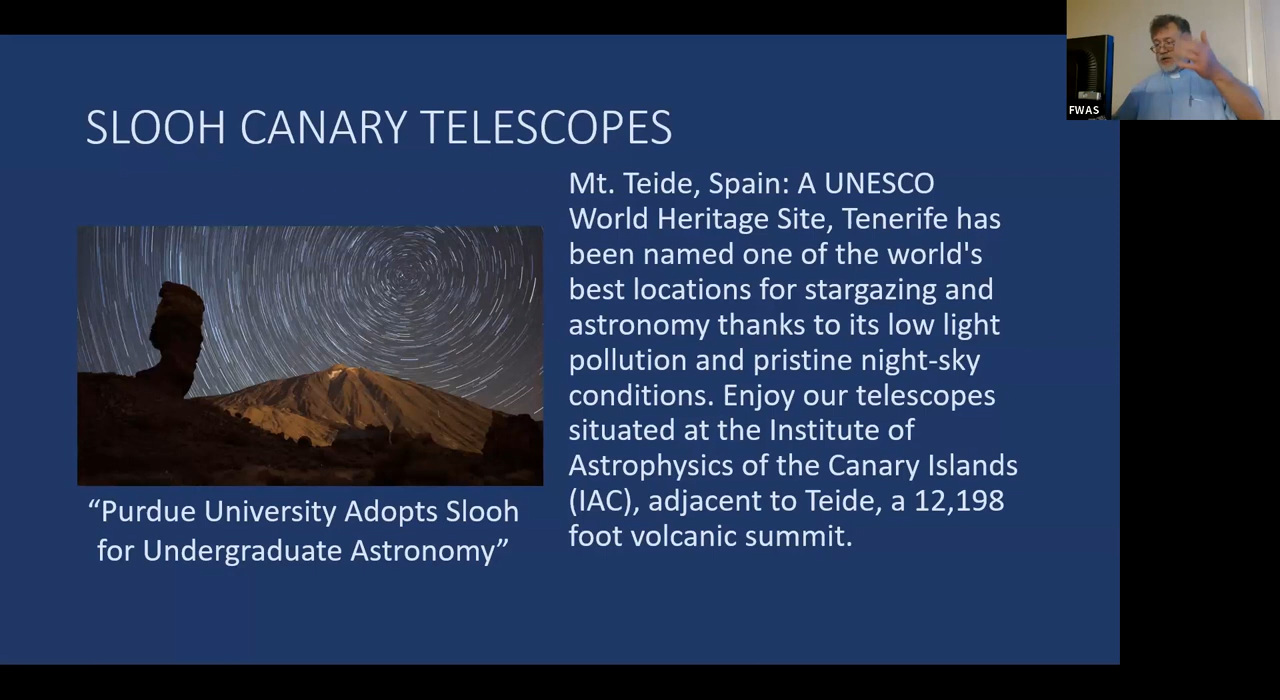 FWAS
SLOOH CANARY TELESCOPES
Mt. Teide, Spain: A UNESCO
World Heritage Site, Tenerife has
been named one of the world's
best locations for stargazing and
astronomy thanks to its low light
pollution and pristine night-sky
conditions. Enjoy our telescopes
situated at the Institute of
Astrophysics of the Canary Islands
(IAC), adjacent to Teide, a 12,198
foot volcanic summit.
“Purdue University Adopts Slooh
for Undergraduate Astronomy”